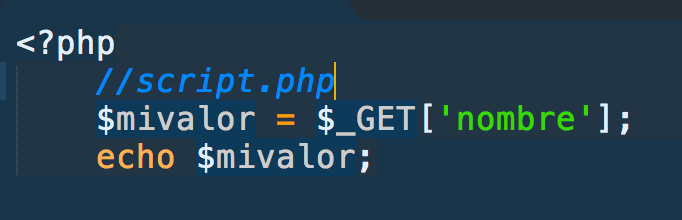 <?php
//script.php
$mivalor = $_GET['nombre'];
echo $mivalor;